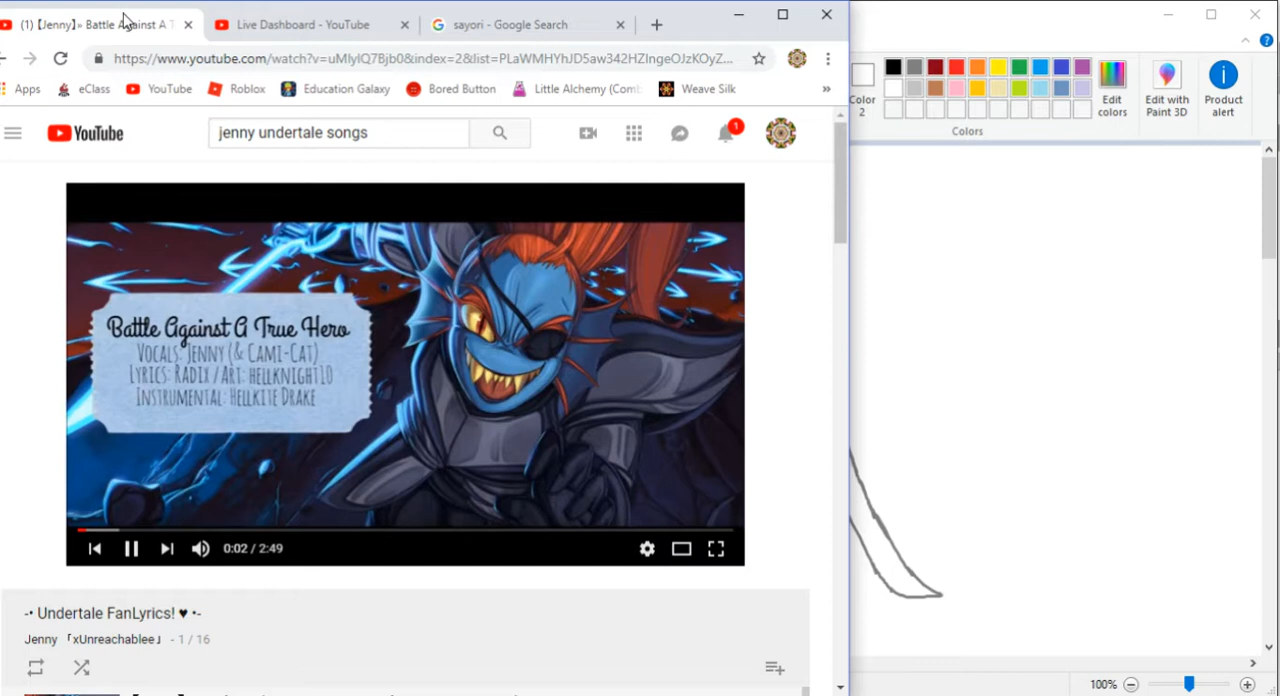 (1) 【Jenny】» Battle Against A T
Live Dashboard - YouTube
sayori - Google Search
https://www.youtube.com/watch?v=uMlylQ7Bjb0&index=2&list=PLaWMHYhJD5aw342HZIngeOJzKOyZ...
Apps
eClass
YouTube
Roblox
Education Galaxy
Bored Button
Little Alchemy (Com
Weave Silk
»
YouTube
jenny undertale songs
1
Battle Against A True Hero
Vocals: Jenny (& Cami-Cat)
Lyrics: Radix / Art: hellknight10
Instrumental: Hellkite Drake
0:02 / 2:49
-• Undertale FanLyrics! ♥ •-
Jenny 「xUnreachablee」 - 1 / 16
Color
2
Edit
colors
Edit with
Paint 3D
Product
alert
Colors
100%